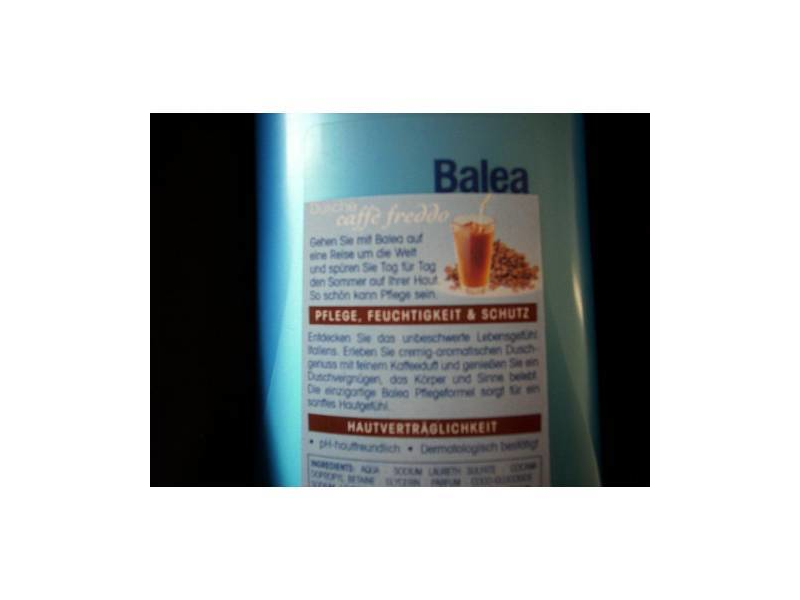 Balea
Dusche
caffè freddo
Gehen Sie mit Balea auf
eine Reise um die Welt
und spüren Sie Tag für Tag
den Sommer auf Ihrer Haut.
So schön kann Pflege sein.
PFLEGE, FEUCHTIGKEIT & SCHUTZ
Entdecken Sie das unbeschwerte Lebensgefühl
Italiens. Erleben Sie cremig-aromatischen Dusch-
genuss mit feinem Kaffeeduft und genießen Sie ein
Duschvergnügen, das Körper und Sinne belebt.
Die einzigartige Balea Pflegeformel sorgt für ein
sanftes Hautgefühl.
HAUTVERTRÄGLICHKEIT
• pH-hautfreundlich • Dermatologisch bestätigt
INGREDIENTS: AQUA · SODIUM LAURETH SULFATE ·
BETAINE · GLYCERIN · PARFUM ·
SODIUM